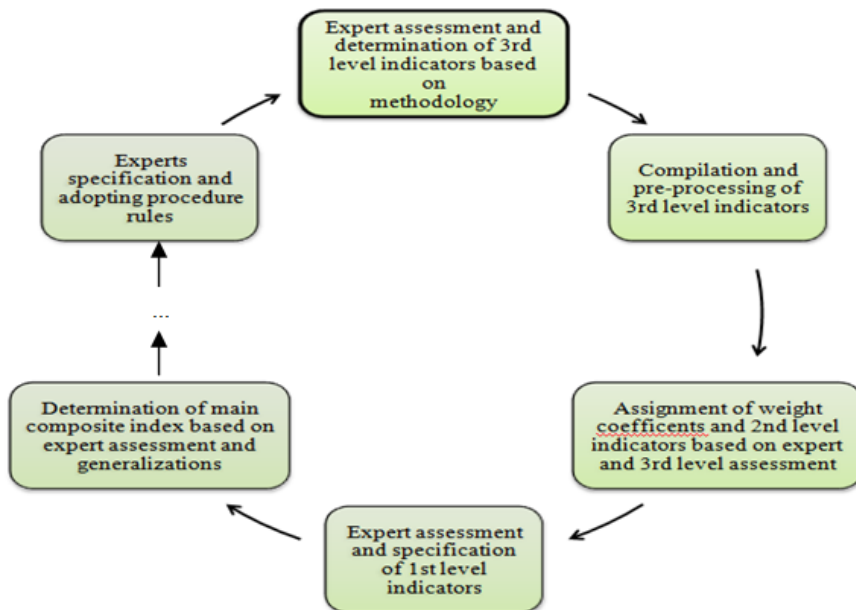 Expert assessment and
determination of 3rd
level indicators based
on
methodology
Compilation and
pre-processing of
3rd level indicators
Assignment of weight
coefficents and 2nd level
indicators based on expert
and 3rd level assessment
Expert assessment
and specification
of 1st level
indicators
Determination of main
composite index based on
expert assessment and
generalizations
...
Experts
specification and
adopting procedure
rules